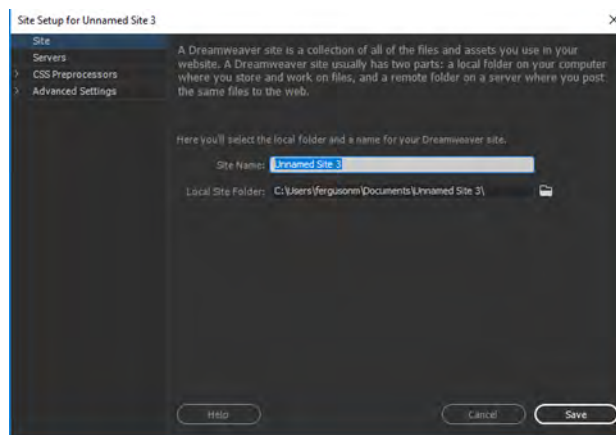 Site Setup for Unnamed Site 3
Site
Servers
CSS Preprocessors
Advanced Settings
A Dreamweaver site is a collection of all of the files and assets you use in your
website. A Dreamweaver site usually has two parts: a local folder on your computer
where you store and work on files, and a remote folder on a server where you post
the same files to the web.
Here you'll select the local folder and a name for your Dreamweaver site.
Site Name: Unnamed Site 3
Local Site Folder: C:\Users\fergusonm\Documents\Unnamed Site 3\
Help
Cancel
Save